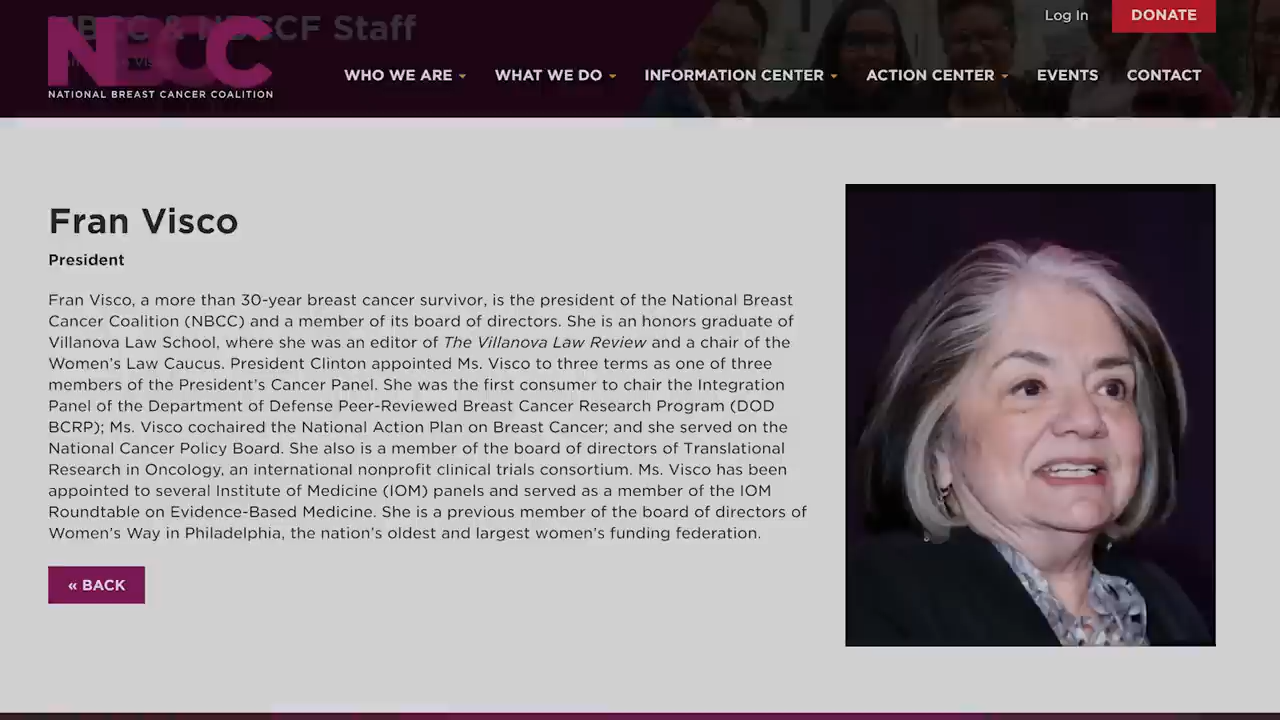 NBCC & NBCCF Staff
NBCC
NATIONAL BREAST CANCER COALITION
Log In
DONATE
WHO WE ARE
WHAT WE DO
INFORMATION CENTER
ACTION CENTER
EVENTS
CONTACT
Fran Visco
President
Fran Visco, a more than 30-year breast cancer survivor, is the president of the National Breast
Cancer Coalition (NBCC) and a member of its board of directors. She is an honors graduate of
Villanova Law School, where she was an editor of The Villanova Law Review and a chair of the
Women’s Law Caucus. President Clinton appointed Ms. Visco to three terms as one of three
members of the President’s Cancer Panel. She was the first consumer to chair the Integration
Panel of the Department of Defense Peer-Reviewed Breast Cancer Research Program (DOD
BCRP); Ms. Visco cochaired the National Action Plan on Breast Cancer; and she served on the
National Cancer Policy Board. She also is a member of the board of directors of Translational
Research in Oncology, an international nonprofit clinical trials consortium. Ms. Visco has been
appointed to several Institute of Medicine (IOM) panels and served as a member of the IOM
Roundtable on Evidence-Based Medicine. She is a previous member of the board of directors of
Women’s Way in Philadelphia, the nation’s oldest and largest women’s funding federation.
« BACK